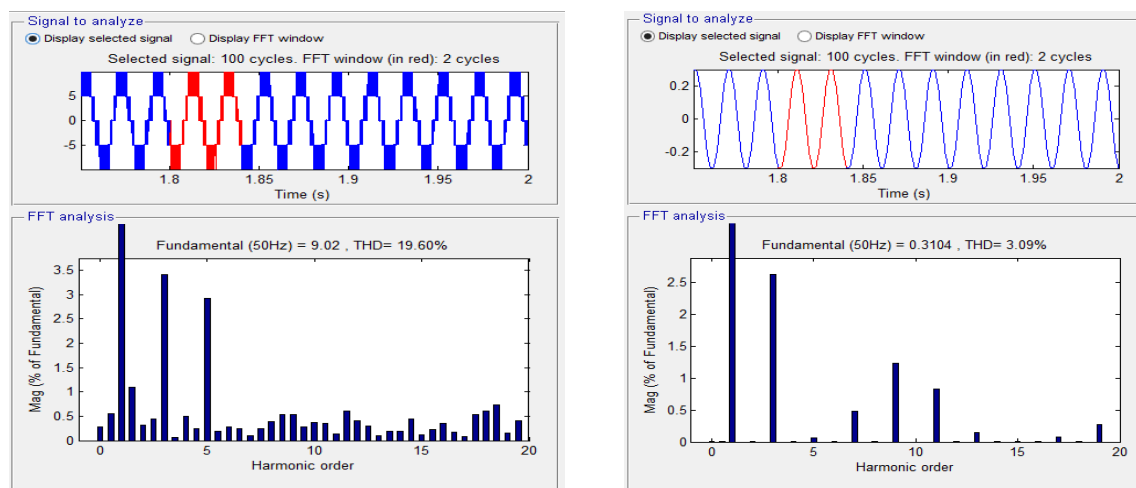 Signal to analyze
Display selected signal Display FFT window
Selected signal: 100 cycles. FFT window (in red): 2 cycles
5
0
-5
1.8 1.85 1.9 1.95 2
Time (s)
FFT analysis
Fundamental (50Hz) = 9.02 , THD= 19.60%
3.5
3
2.5
2
1.5
1
0.5
0
Mag (% of Fundamental)
0 5 10 15 20
Harmonic order
Signal to analyze
Display selected signal Display FFT window
Selected signal: 100 cycles. FFT window (in red): 2 cycles
0.2
0
-0.2
1.8 1.85 1.9 1.95 2
Time (s)
FFT analysis
Fundamental (50Hz) = 0.3104 , THD= 3.09%
2.5
2
1.5
1
0.5
0
Mag (% of Fundamental)
0 5 10 15 20
Harmonic order